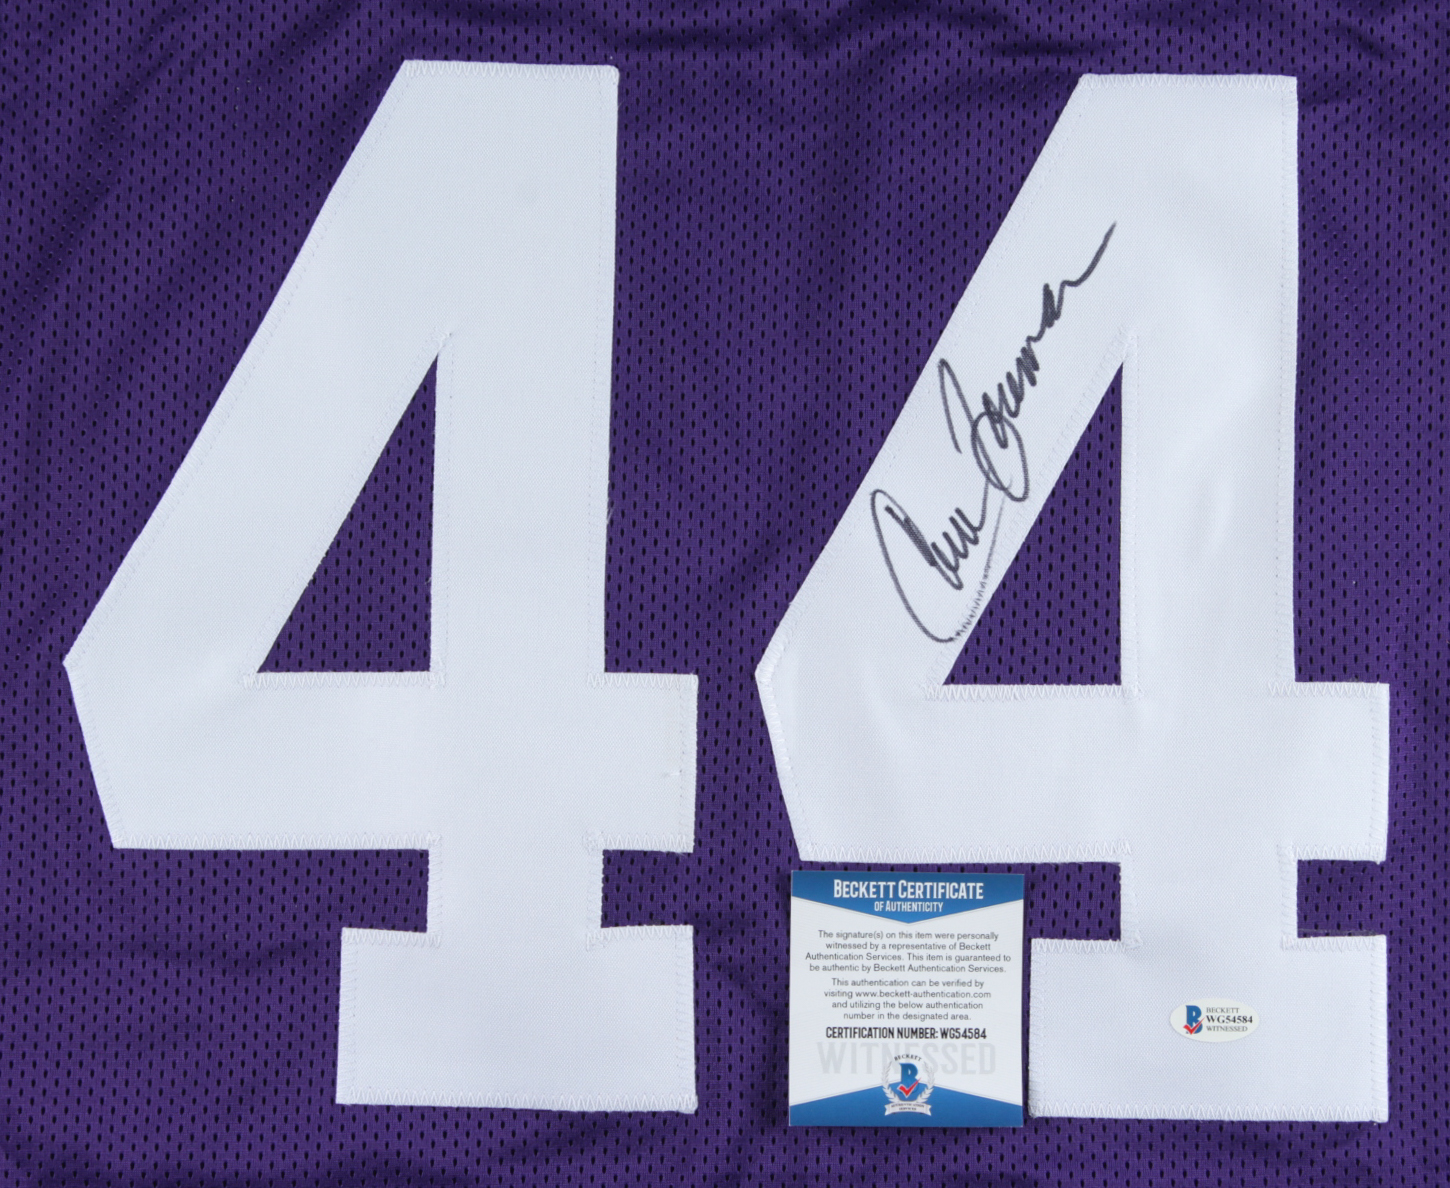 44
Chuck Foreman
BECKETT CERTIFICATE
OF AUTHENTICITY
The signature(s) on this item were personally
witnessed by a representative of Beckett
Authentication Services. This item is guaranteed to
be authentic by Beckett Authentication Services.
This authentication can be verified by
visiting www.beckett-authentication.com
and utilizing the below authentication
number in the designated area.
CERTIFICATION NUMBER: WG54584
WITNESSED
BECKETT
B
B
BECKETT
WG54584
WITNESSED